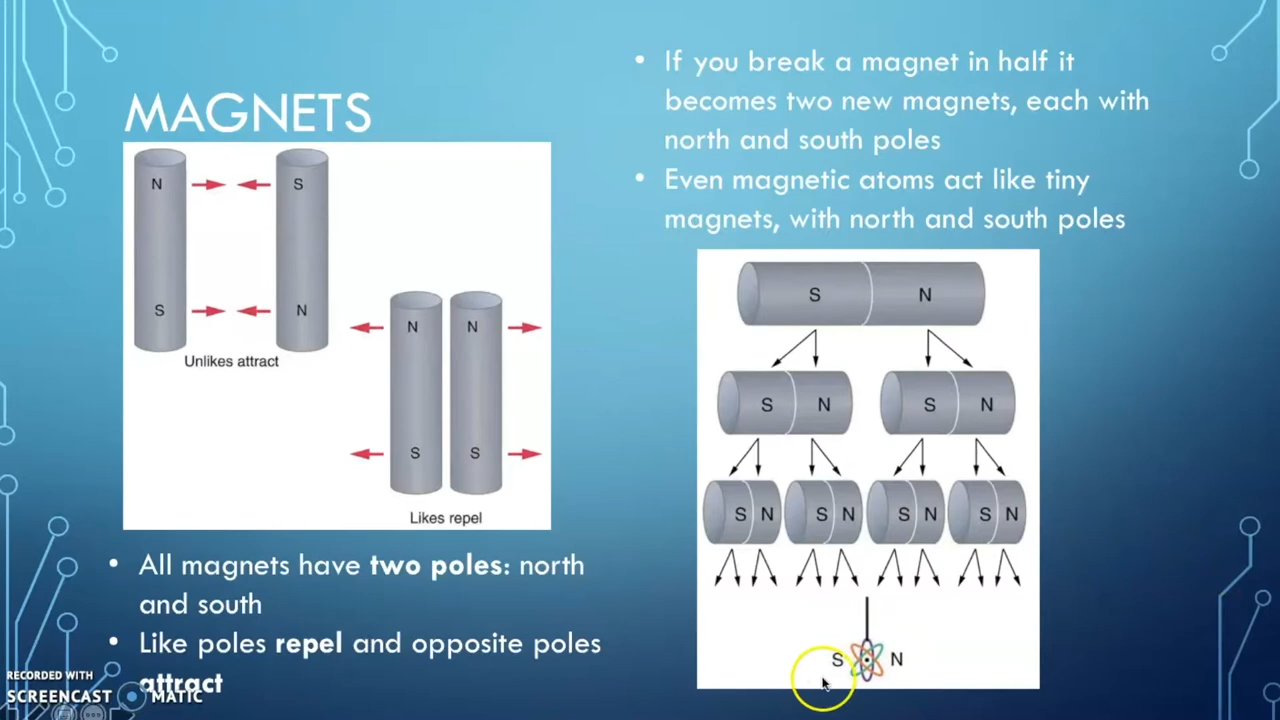 MAGNETS
N S
S N
Unlikes attract
N N
S S
Likes repel
• All magnets have two poles: north
and south
• Like poles repel and opposite poles
attract
• If you break a magnet in half it
becomes two new magnets, each with
north and south poles
• Even magnetic atoms act like tiny
magnets, with north and south poles
S N
S N S N
S N S N S N S N
S N
RECORDED WITH
SCREENCAST MATIC